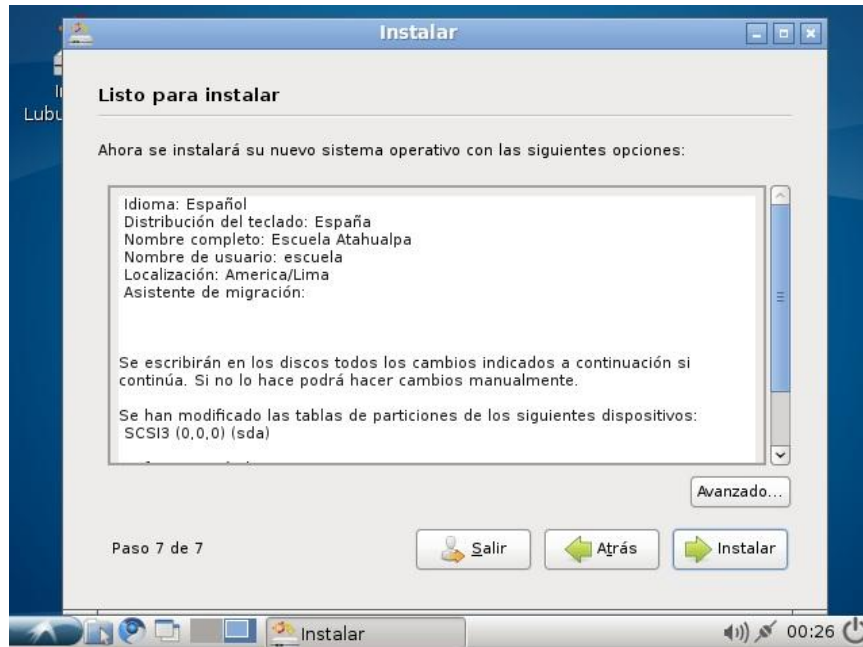 Instalar
Lubu
Listo para instalar
Ahora se instalará su nuevo sistema operativo con las siguientes opciones:
Idioma: Español
Distribución del teclado: España
Nombre completo: Escuela Atahualpa
Nombre de usuario: escuela
Localización: America/Lima
Asistente de migración:
Se escribirán en los discos todos los cambios indicados a continuación si
continúa. Si no lo hace podrá hacer cambios manualmente.
Se han modificado las tablas de particiones de los siguientes dispositivos:
SCSI3 (0,0,0) (sda)
Avanzado...
Paso 7 de 7
Salir
Atrás
Instalar
Instalar
00:26